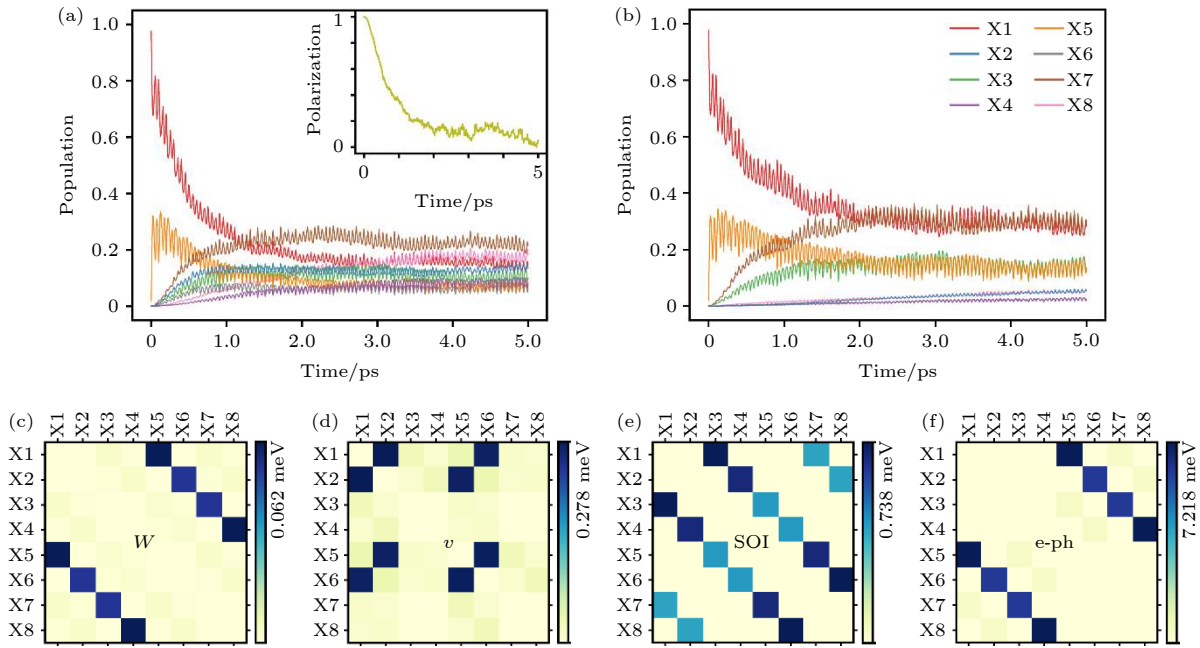 (a)
1.0
0.8
0.6
0.4
0.2
0
Population
0
1.0
2.0
3.0
4.0
5.0
Time/ps
1
0
Polarization
0
5
Time/ps
(b)
1.0
0.8
0.6
0.4
0.2
0
Population
X1
X2
X3
X4
X5
X6
X7
X8
0
1.0
2.0
3.0
4.0
5.0
Time/ps
(c)
X1 X2 X3 X4 X5 X6 X7 X8
X1
X2
X3
X4
X5
X6
X7
X8
W
0.062 meV
(d)
X1 X2 X3 X4 X5 X6 X7 X8
X1
X2
X3
X4
X5
X6
X7
X8
v
0.278 meV
(e)
X1 X2 X3 X4 X5 X6 X7 X8
X1
X2
X3
X4
X5
X6
X7
X8
SOI
0.738 meV
(f)
X1 X2 X3 X4 X5 X6 X7 X8
X1
X2
X3
X4
X5
X6
X7
X8
e-ph
7.218 meV